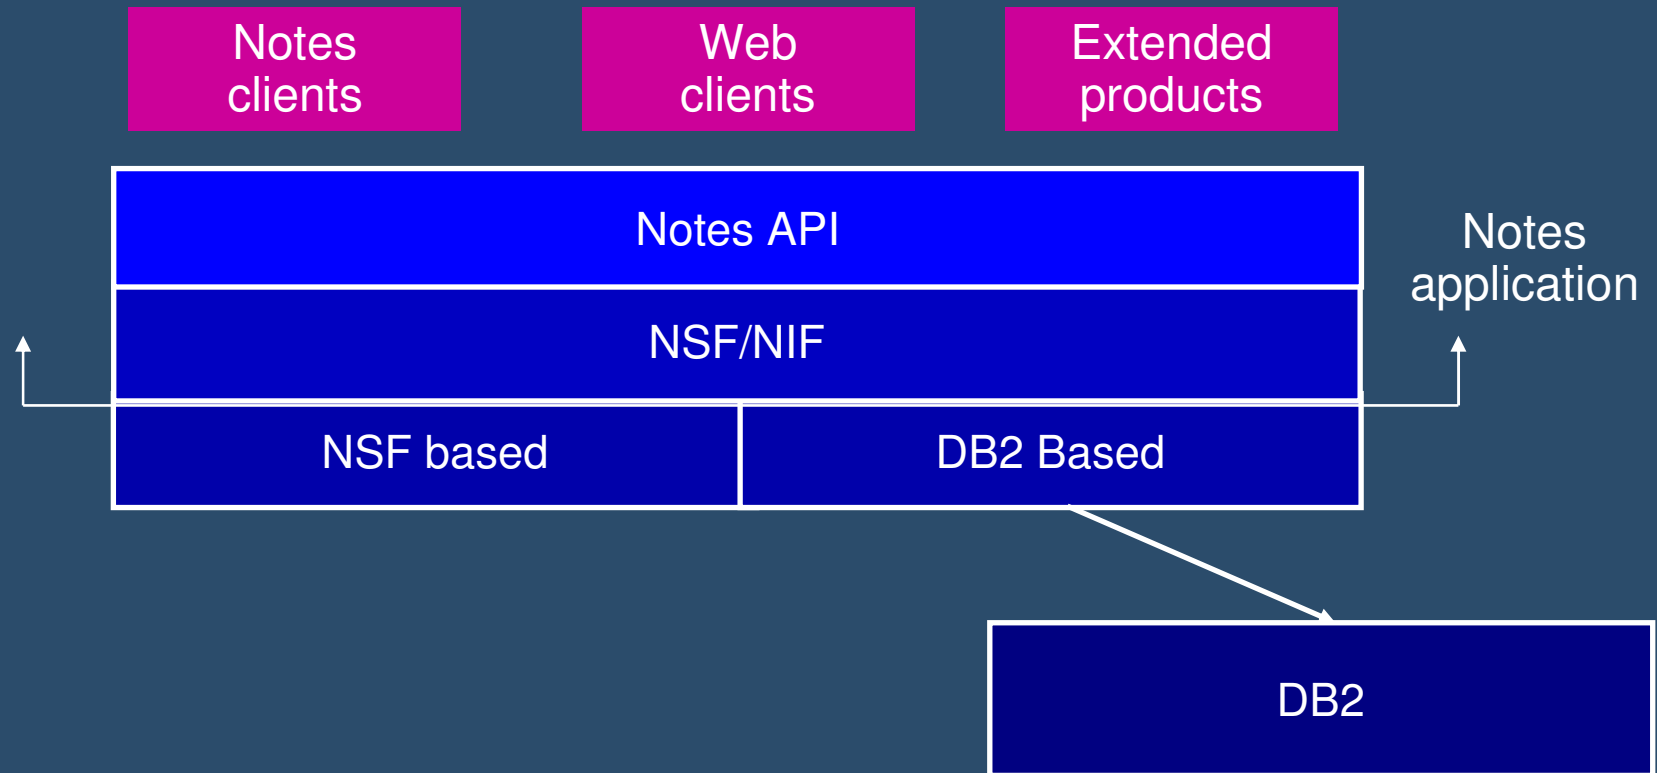 Notes
clients
Web
clients
Extended
products
Notes API
Notes
application
NSF/NIF
NSF based
DB2 Based
DB2